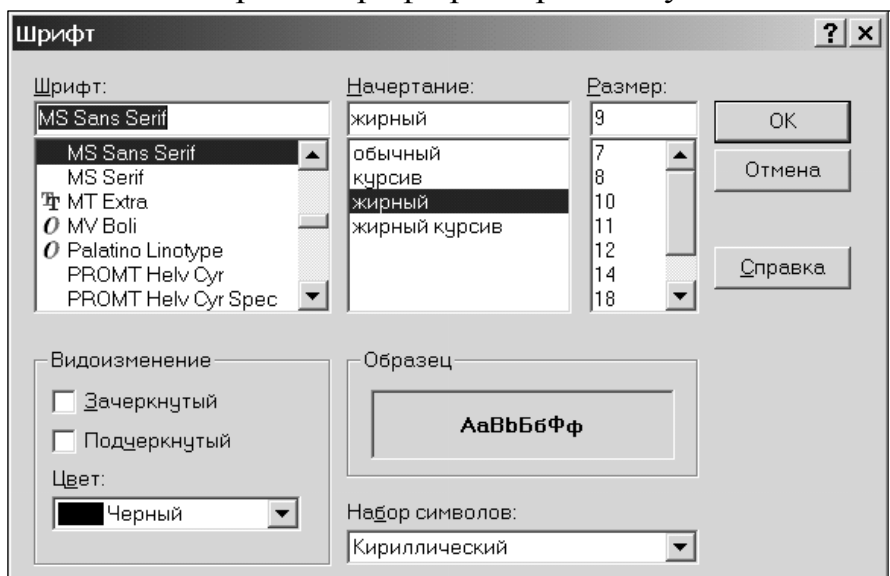 Шрифт
Шрифт:
MS Sans Serif
MS Sans Serif
MS Serif
MT Extra
MV Boli
Palatino Linotype
PROMT Helv Cyr
PROMT Helv Cyr Spec
Начертание:
жирный
обычный
курсив
жирный
жирный курсив
Размер:
9
7
8
10
11
12
14
18
OK
Отмена
Справка
Видоизменение
Зачеркнутый
Подчеркнутый
Цвет:
Черный
Образец
АаВbБбФф
Набор символов:
Кириллический